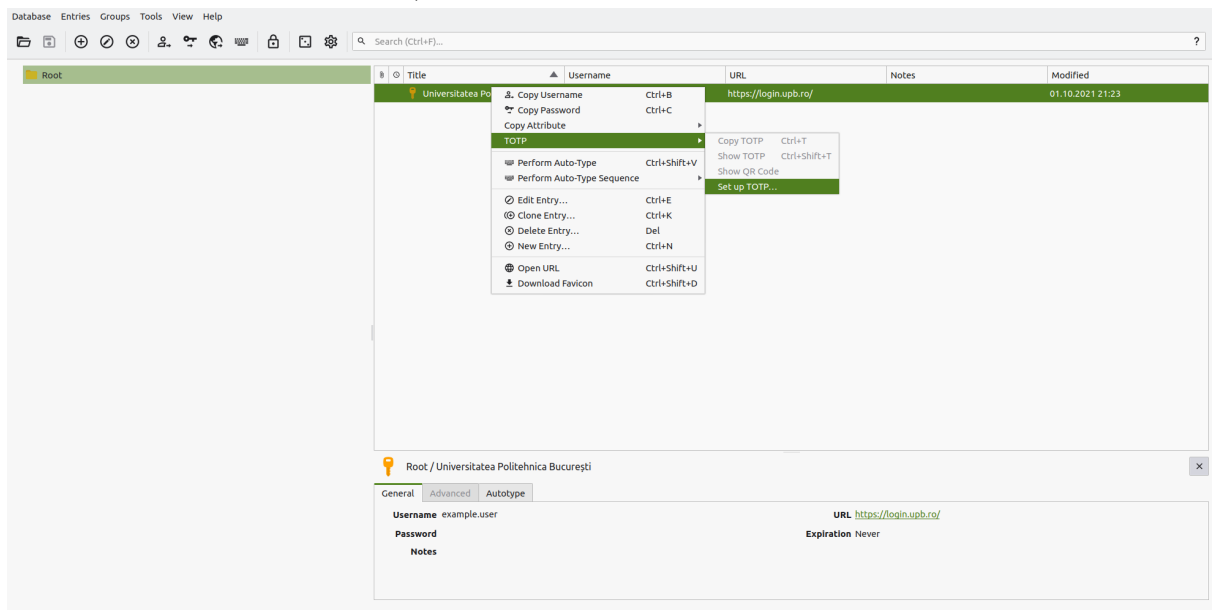 Database Entries Groups Tools View Help
Search (Ctrl+F)... ?
Root
Title Username URL Notes Modified
Universitatea Po https://login.upb.ro/ 01.10.2021 21:23
Copy Username Ctrl+B
Copy Password Ctrl+C
Copy Attribute
TOTP
Copy TOTP Ctrl+T
Show TOTP Ctrl+Shift+T
Show QR Code
Set up TOTP...
Perform Auto-Type Ctrl+Shift+V
Perform Auto-Type Sequence
Edit Entry... Ctrl+E
Clone Entry... Ctrl+K
Delete Entry... Del
New Entry... Ctrl+N
Open URL Ctrl+Shift+U
Download Favicon Ctrl+Shift+D
Root / Universitatea Politehnica București
General Advanced Autotype
Username example.user URL https://login.upb.ro/
Password Expiration Never
Notes